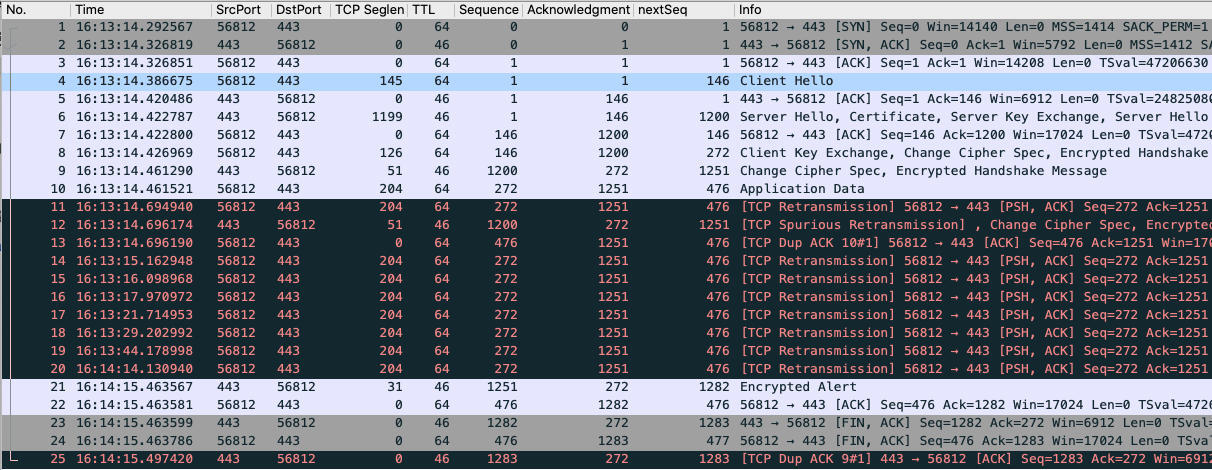 No. Time SrcPort DstPort TCP Seglen TTL Sequence Acknowledgment nextSeq Info
1 16:13:14.292567 56812 443 0 64 0 0 1 56812 → 443 [SYN] Seq=0 Win=14140 Len=0 MSS=1414 SACK_PERM=1
2 16:13:14.326819 443 56812 0 46 0 1 1 443 → 56812 [SYN, ACK] Seq=0 Ack=1 Win=5792 Len=0 MSS=1412 SA
3 16:13:14.326851 56812 443 0 64 1 1 1 56812 → 443 [ACK] Seq=1 Ack=1 Win=14208 Len=0 TSval=47206630
4 16:13:14.386675 56812 443 145 64 1 1 146 Client Hello
5 16:13:14.420486 443 56812 0 46 1 146 1 443 → 56812 [ACK] Seq=1 Ack=146 Win=6912 Len=0 TSval=24825080
6 16:13:14.422787 443 56812 1199 46 1 146 1200 Server Hello, Certificate, Server Key Exchange, Server Hello
7 16:13:14.422800 56812 443 0 64 146 1200 146 56812 → 443 [ACK] Seq=146 Ack=1200 Win=17024 Len=0 TSval=4720
8 16:13:14.426969 56812 443 126 64 146 1200 272 Client Key Exchange, Change Cipher Spec, Encrypted Handshake
9 16:13:14.461290 443 56812 51 46 1200 272 1251 Change Cipher Spec, Encrypted Handshake Message
10 16:13:14.461521 56812 443 204 64 272 1251 476 Application Data
11 16:13:14.694940 56812 443 204 64 272 1251 476 [TCP Retransmission] 56812 → 443 [PSH, ACK] Seq=272 Ack=1251
12 16:13:14.696174 443 56812 51 46 1200 272 1251 [TCP Spurious Retransmission] , Change Cipher Spec, Encrypted
13 16:13:14.696190 56812 443 0 64 476 1251 476 [TCP Dup ACK 10#1] 56812 → 443 [ACK] Seq=476 Ack=1251 Win=170
14 16:13:15.162948 56812 443 204 64 272 1251 476 [TCP Retransmission] 56812 → 443 [PSH, ACK] Seq=272 Ack=1251
15 16:13:16.098968 56812 443 204 64 272 1251 476 [TCP Retransmission] 56812 → 443 [PSH, ACK] Seq=272 Ack=1251
16 16:13:17.970972 56812 443 204 64 272 1251 476 [TCP Retransmission] 56812 → 443 [PSH, ACK] Seq=272 Ack=1251
17 16:13:21.714953 56812 443 204 64 272 1251 476 [TCP Retransmission] 56812 → 443 [PSH, ACK] Seq=272 Ack=1251
18 16:13:29.202992 56812 443 204 64 272 1251 476 [TCP Retransmission] 56812 → 443 [PSH, ACK] Seq=272 Ack=1251
19 16:13:44.178998 56812 443 204 64 272 1251 476 [TCP Retransmission] 56812 → 443 [PSH, ACK] Seq=272 Ack=1251
20 16:14:14.130940 56812 443 204 64 272 1251 476 [TCP Retransmission] 56812 → 443 [PSH, ACK] Seq=272 Ack=1251
21 16:14:15.463567 443 56812 31 46 1251 272 1282 Encrypted Alert
22 16:14:15.463581 56812 443 0 64 476 1282 476 56812 → 443 [ACK] Seq=476 Ack=1282 Win=17024 Len=0 TSval=4726
23 16:14:15.463599 443 56812 0 46 1282 272 1283 443 → 56812 [FIN, ACK] Seq=1282 Ack=272 Win=6912 Len=0 TSval=
24 16:14:15.463786 56812 443 0 64 476 1283 477 56812 → 443 [FIN, ACK] Seq=476 Ack=1283 Win=17024 Len=0 TSval
25 16:14:15.497420 443 56812 0 46 1283 272 1283 [TCP Dup ACK 9#1] 443 → 56812 [ACK] Seq=1283 Ack=272 Win=6912